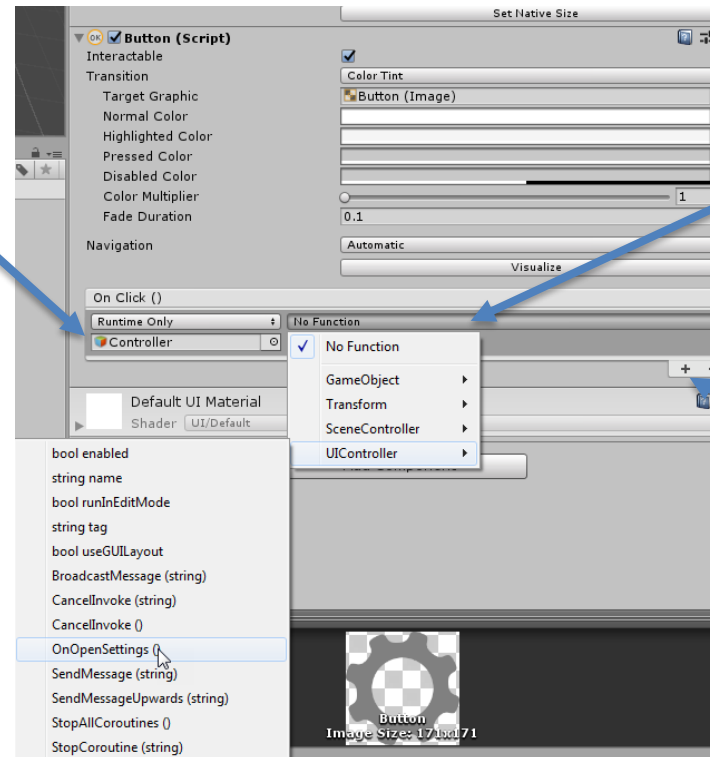 Set Native Size
Button (Script)
Interactable
Transition
Color Tint
Target Graphic
Button (Image)
Normal Color
Highlighted Color
Pressed Color
Disabled Color
Color Multiplier
1
Fade Duration
0.1
Navigation
Automatic
Visualize
On Click ()
Runtime Only
No Function
Controller
No Function
GameObject
Transform
SceneController
UIController
Default UI Material
Shader UI/Default
bool enabled
string name
bool runInEditMode
string tag
bool useGUILayout
BroadcastMessage (string)
CancelInvoke (string)
CancelInvoke ()
OnOpenSettings ()
SendMessage (string)
SendMessageUpwards (string)
StopAllCoroutines ()
StopCoroutine (string)
Button
Image Size: 171x171